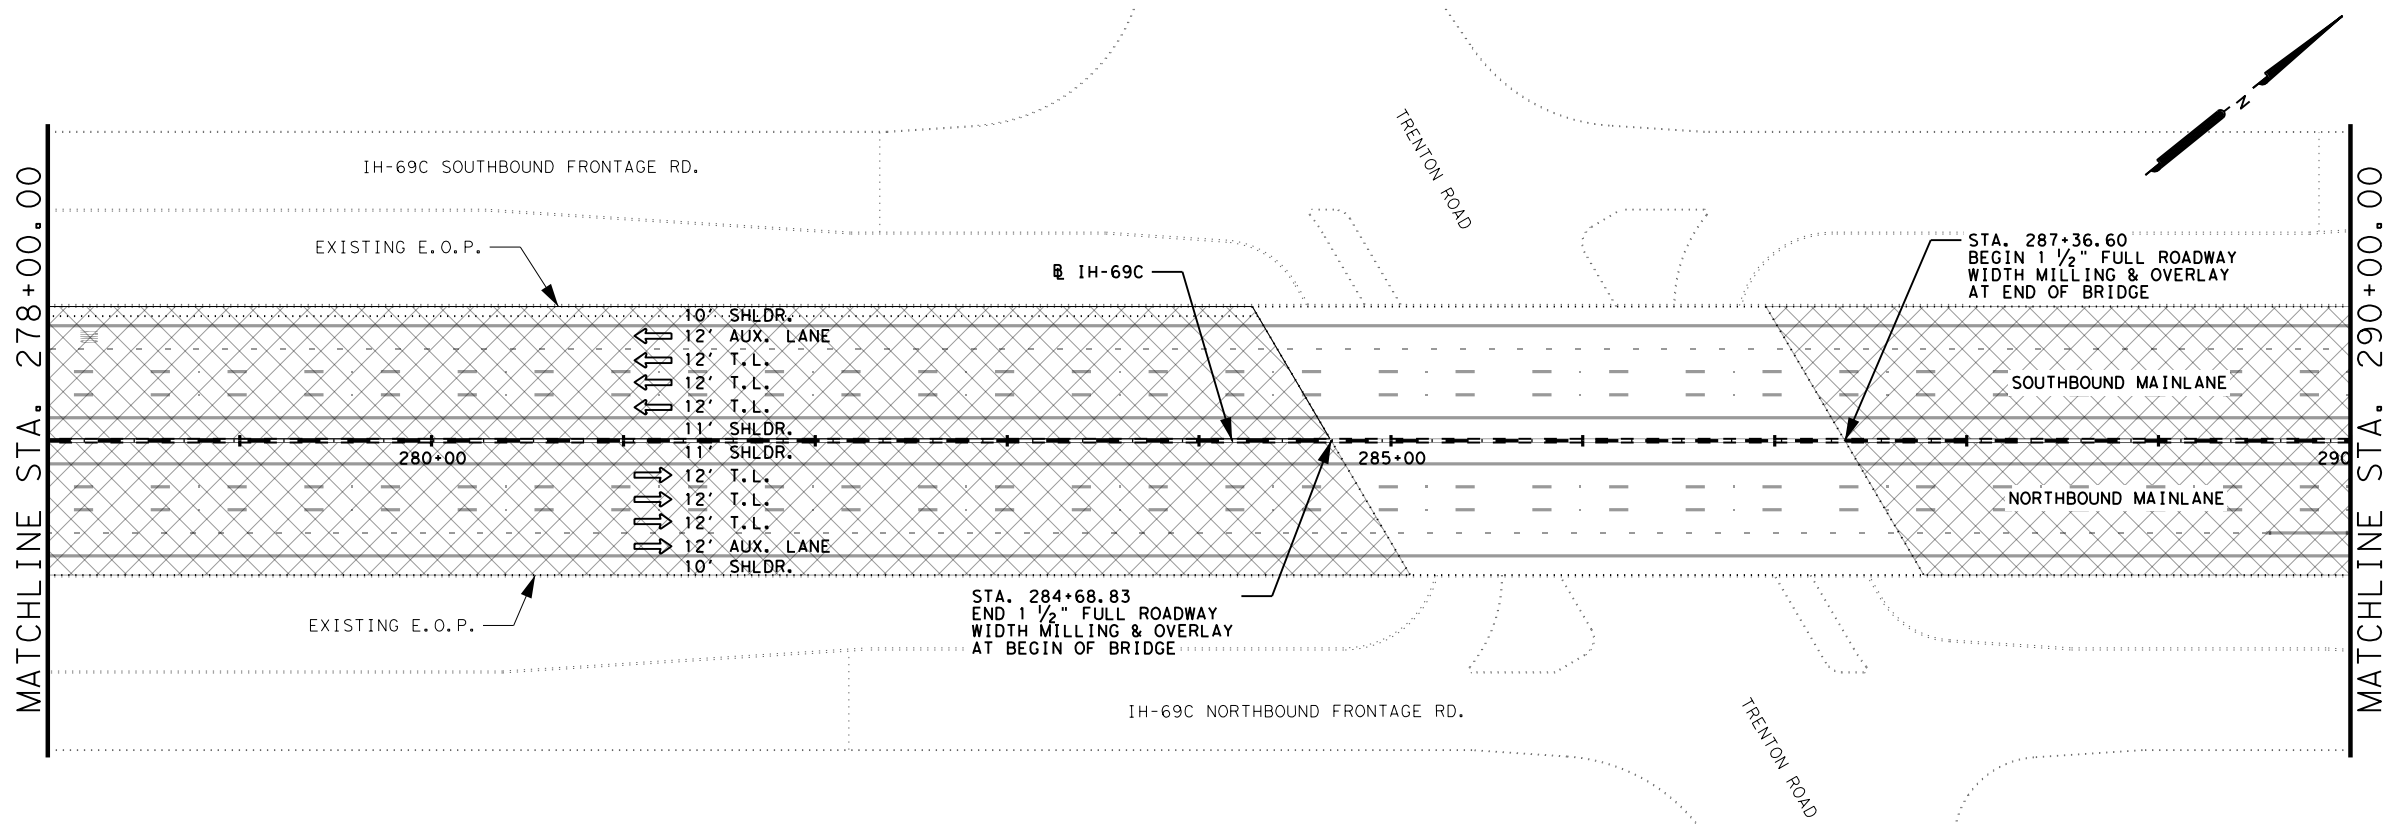 MATCHLINE STA. 278+00.00
IH-69C SOUTHBOUND FRONTAGE RD.
EXISTING E.O.P.
TRENTON ROAD
N
℄ IH-69C
STA. 287+36.60
BEGIN 1 ½" FULL ROADWAY
WIDTH MILLING & OVERLAY
AT END OF BRIDGE
10' SHLDR.
12' AUX. LANE
12' T.L.
12' T.L.
12' T.L.
11' SHLDR.
SOUTHBOUND MAINLANE
280+00
285+00
290
11' SHLDR.
12' T.L.
12' T.L.
12' T.L.
12' AUX. LANE
10' SHLDR.
NORTHBOUND MAINLANE
STA. 284+68.83
END 1 ½" FULL ROADWAY
WIDTH MILLING & OVERLAY
AT BEGIN OF BRIDGE
EXISTING E.O.P.
IH-69C NORTHBOUND FRONTAGE RD.
TRENTON ROAD
MATCHLINE STA. 290+00.00